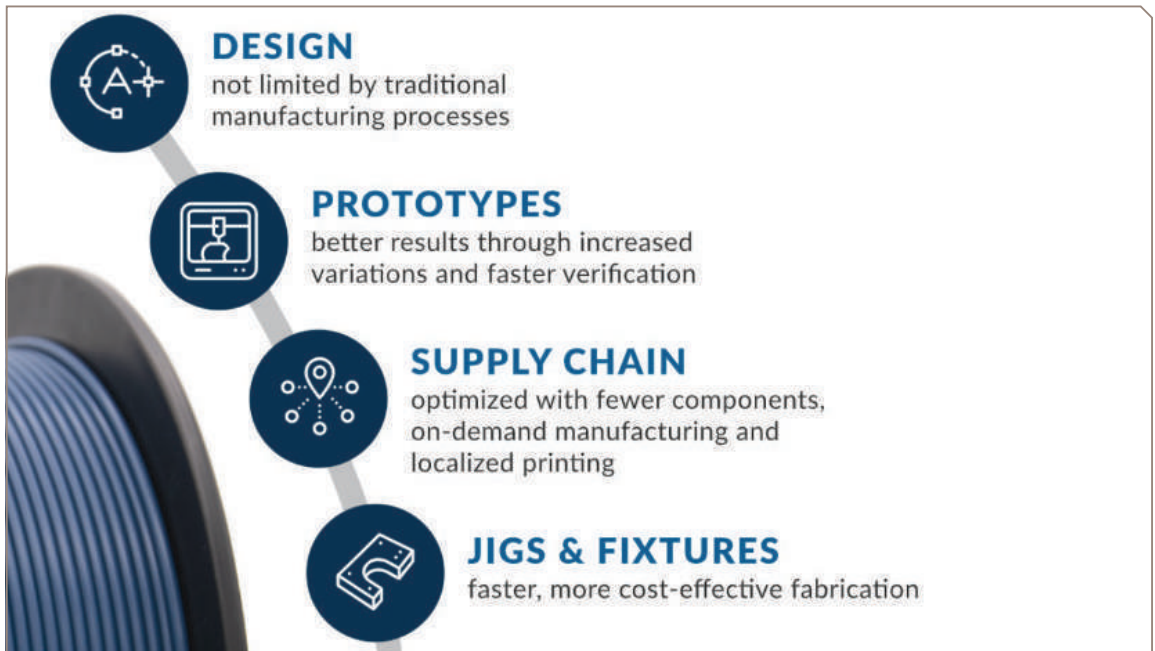 DESIGN
not limited by traditional
manufacturing processes
PROTOTYPES
better results through increased
variations and faster verification
SUPPLY CHAIN
optimized with fewer components,
on-demand manufacturing and
localized printing
JIGS & FIXTURES
faster, more cost-effective fabrication